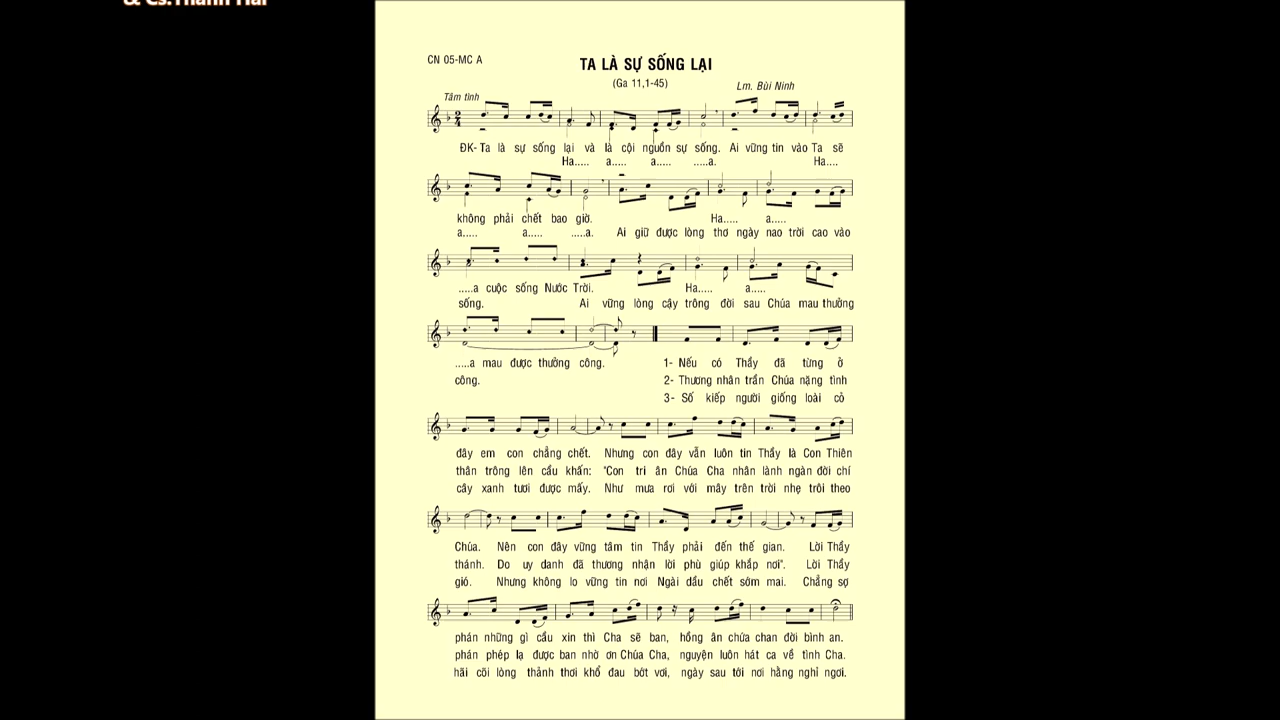 & Cs.Thanh Hai
CN 05-MC A
TA LÀ SỰ SỐNG LẠI
(Ga 11,1-45)
Tâm tình
Lm. Bùi Ninh
ĐK- Ta là sự sống lại và là cội nguồn sự sống. Ai vững tin vào Ta sẽ
Ha..... a..... a..... .....a. Ha....
không phải chết bao giờ. Ha..... a.....
a..... a..... .....a. Ai giữ được lòng thơ ngày nao trời cao vào
.....a cuộc sống Nước Trời. Ha..... a.....
sống. Ai vững lòng cậy trông đời sau Chúa mau thưởng
.....a mau được thưởng công. 1- Nếu có Thầy đã từng ở
công. 2- Thương nhân trần Chúa nặng tình
3- Số kiếp người giống loài cỏ
đây em con chẳng chết. Nhưng con đây vẫn luôn tin Thầy là Con Thiên
thân trông lên cầu khấn: "Con tri ân Chúa Cha nhân lành ngàn đời chí
cây xanh tươi được mấy. Như mưa rơi với mây trên trời nhẹ trôi theo
Chúa. Nên con đây vững tâm tin Thầy phải đến thế gian. Lời Thầy
thánh. Do uy danh đã thương nhận lời phù giúp khắp nơi". Lời Thầy
gió. Nhưng không lo vững tin nơi Ngài dẫu chết sớm mai. Chẳng sợ
phán những gì cầu xin thì Cha sẽ ban, hồng ân chứa chan đời bình an.
phán phép lạ được ban nhờ ơn Chúa Cha, nguyện luôn hát ca về tình Cha.
hãi cõi lòng thảnh thơi khổ đau bớt vơi, ngày sau tới nơi hằng nghỉ ngơi.